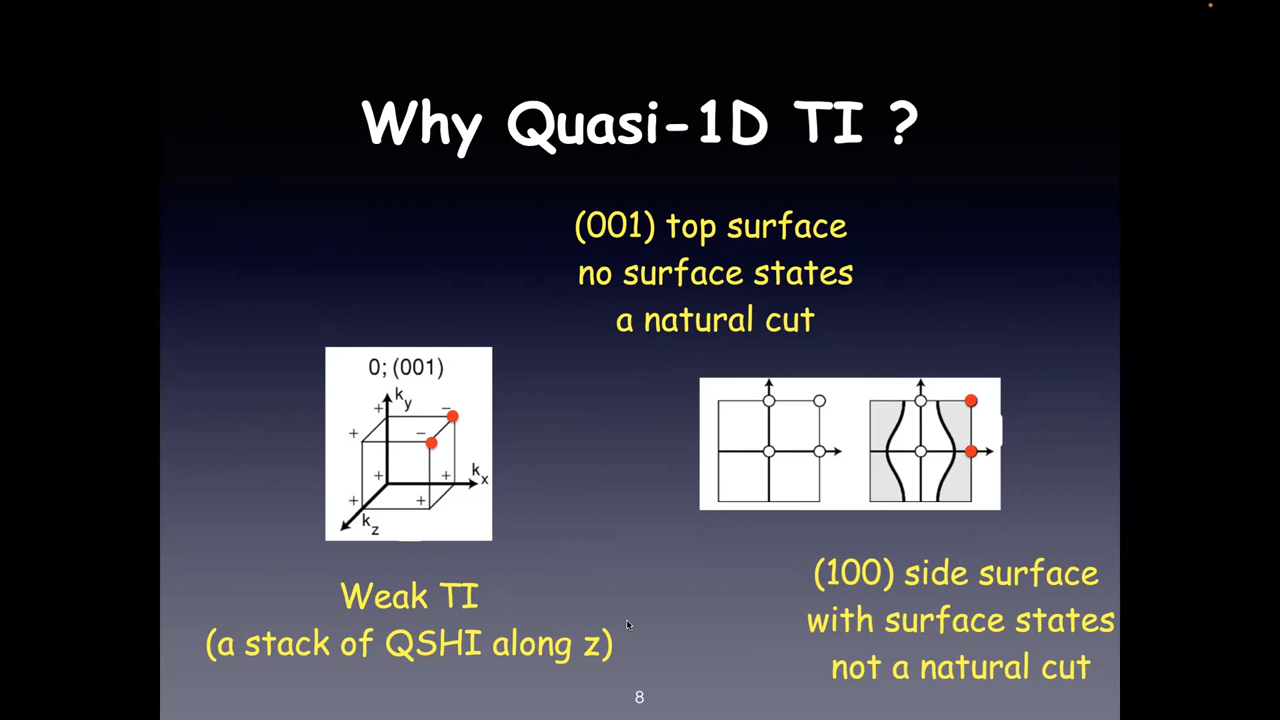 Why Quasi-1D TI ?
(001) top surface
no surface states
a natural cut
0; (001)
k_y
+ −
+ −
+ + k_x
+ +
k_z
Weak TI
(a stack of QSHI along z)
(100) side surface
with surface states
not a natural cut
8